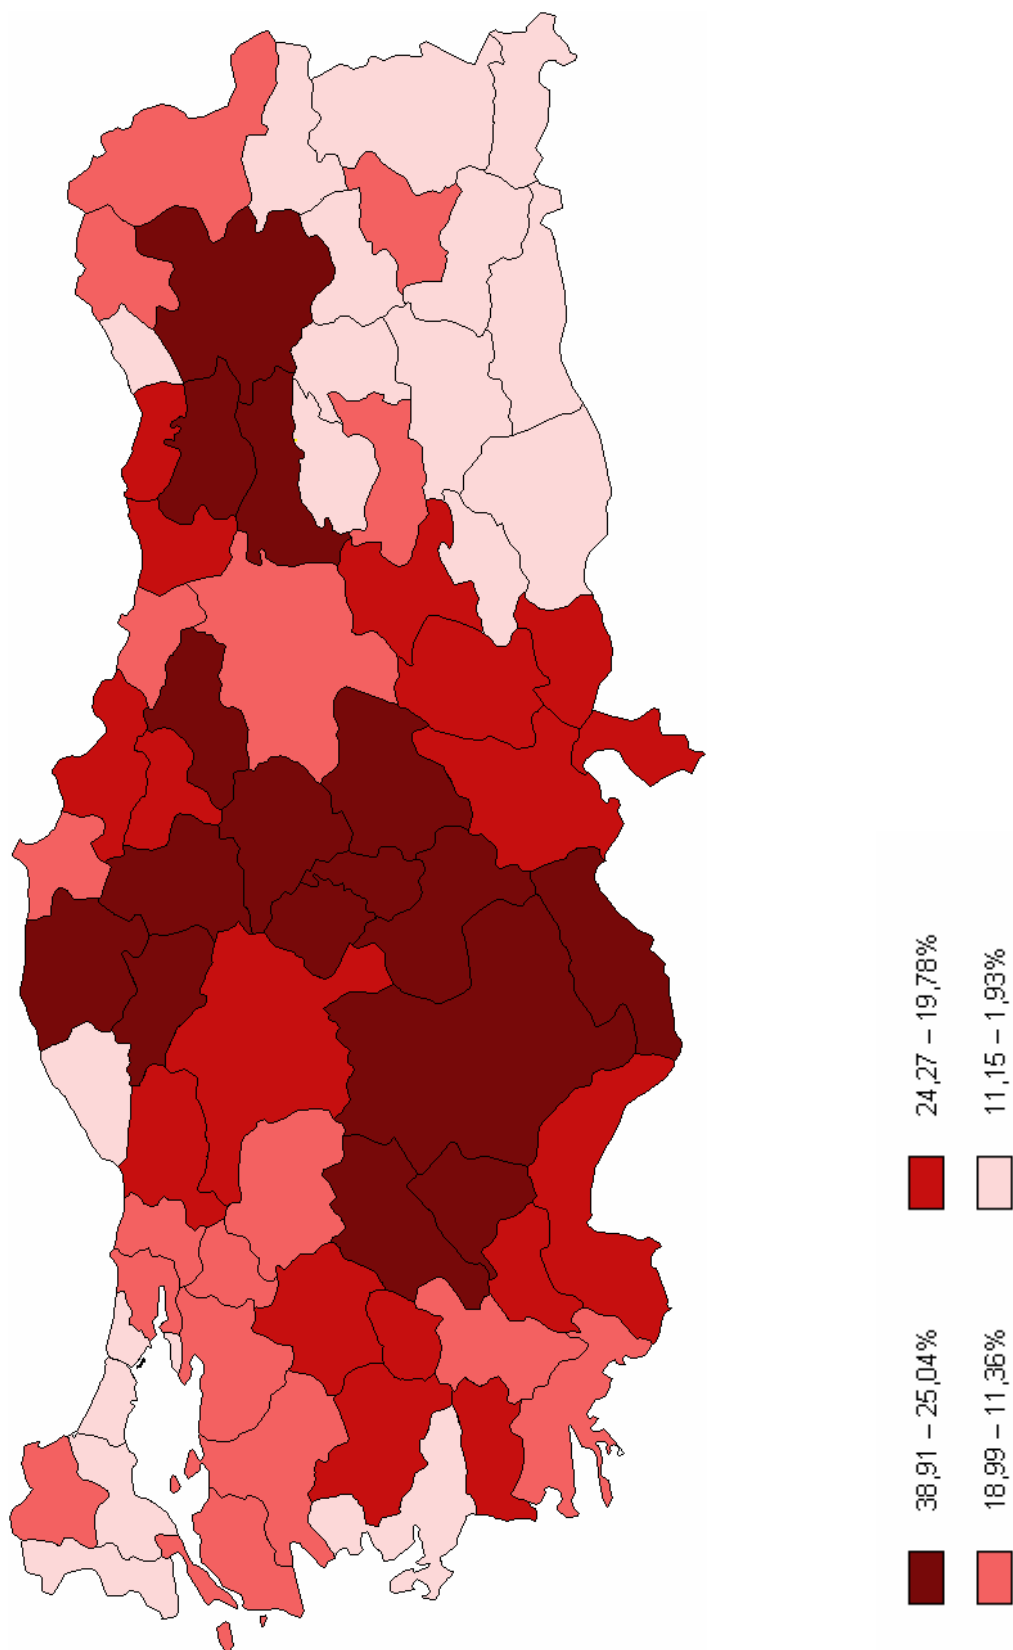 38,91 – 25,04%
24,27 – 19,78%
18,99 – 11,36%
11,15 – 1,93%